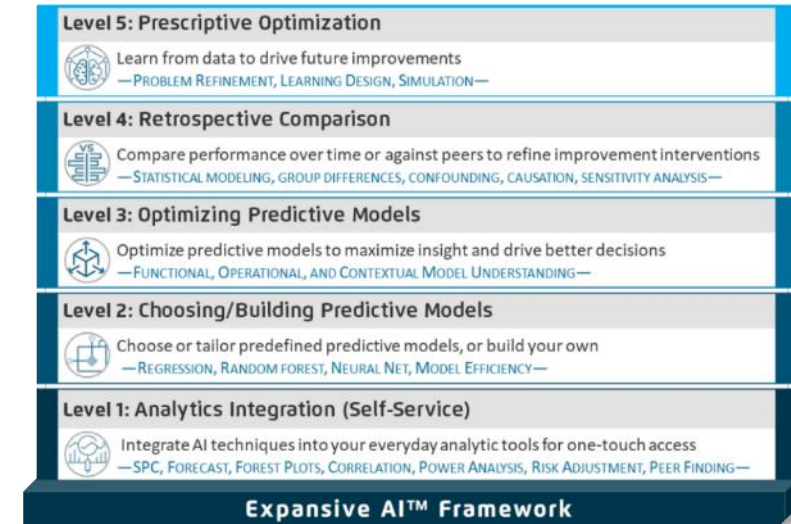 Level 5: Prescriptive Optimization
Learn from data to drive future improvements
—PROBLEM REFINEMENT, LEARNING DESIGN, SIMULATION—
Level 4: Retrospective Comparison
VS
Compare performance over time or against peers to refine improvement interventions
—STATISTICAL MODELING, GROUP DIFFERENCES, CONFOUNDING, CAUSATION, SENSITIVITY ANALYSIS—
Level 3: Optimizing Predictive Models
Optimize predictive models to maximize insight and drive better decisions
—FUNCTIONAL, OPERATIONAL, AND CONTEXTUAL MODEL UNDERSTANDING—
Level 2: Choosing/Building Predictive Models
Choose or tailor predefined predictive models, or build your own
—REGRESSION, RANDOM FOREST, NEURAL NET, MODEL EFFICIENCY—
Level 1: Analytics Integration (Self-Service)
Integrate AI techniques into your everyday analytic tools for one-touch access
—SPC, FORECAST, FOREST PLOTS, CORRELATION, POWER ANALYSIS, RISK ADJUSTMENT, PEER FINDING—
Expansive AI™ Framework